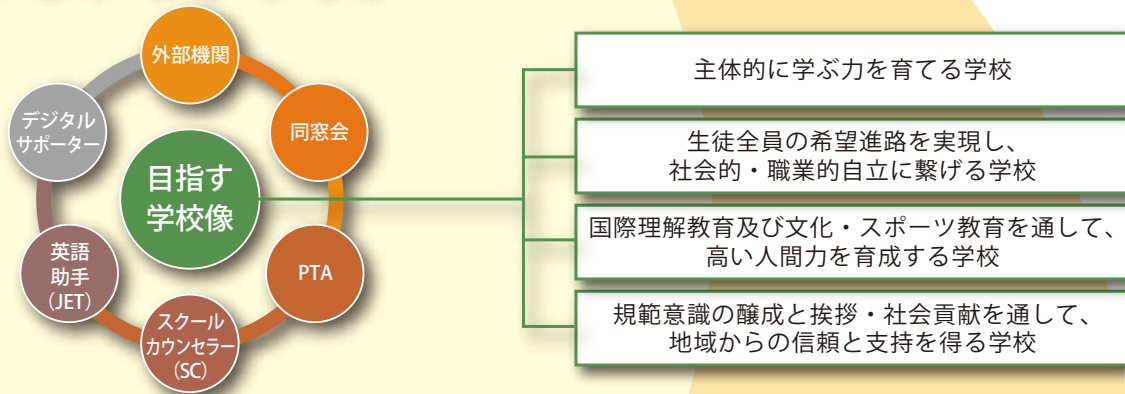 外部機関
同窓会
PTA
スクール
カウンセラー
(SC)
英語
助手
(JET)
デジタル
サポーター
目指す
学校像
主体的に学ぶ力を育てる学校
生徒全員の希望進路を実現し、
社会的・職業的自立に繋げる学校
国際理解教育及び文化・スポーツ教育を通して、
高い人間力を育成する学校
規範意識の醸成と挨拶・社会貢献を通して、
地域からの信頼と支持を得る学校